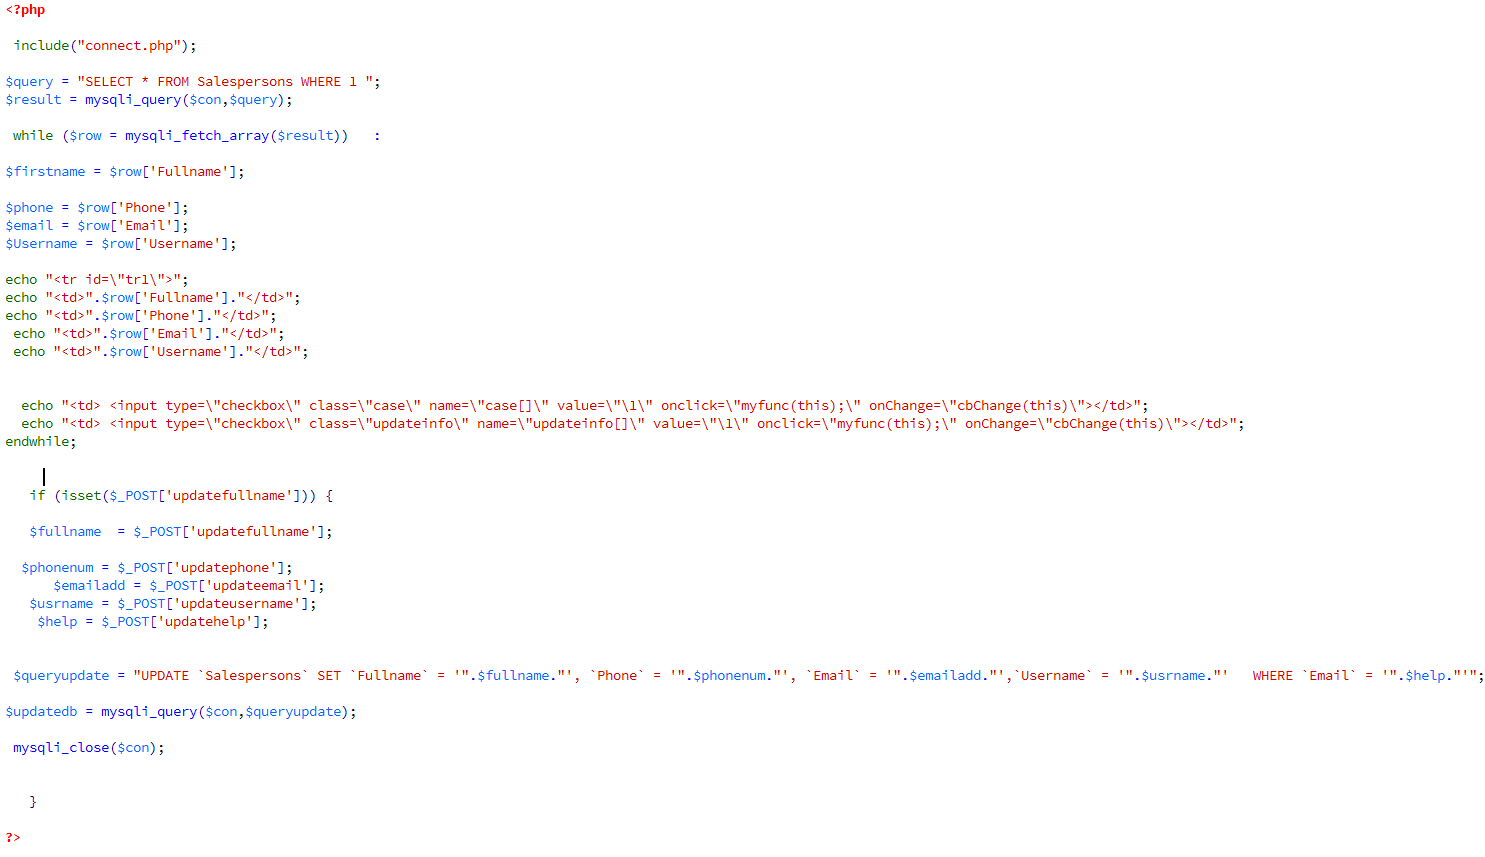 <?php
include("connect.php");
$query = "SELECT * FROM Salespersons WHERE 1 ";
$result = mysqli_query($con,$query);
while ($row = mysqli_fetch_array($result))   :
$firstname = $row['Fullname'];
$phone = $row['Phone'];
$email = $row['Email'];
$Username = $row['Username'];
echo "<tr id=\"tr1\">";
echo "<td>".$row['Fullname']."</td>";
echo "<td>".$row['Phone']."</td>";
echo "<td>".$row['Email']."</td>";
echo "<td>".$row['Username']."</td>";
echo "<td> <input type=\"checkbox\" class=\"case\" name=\"case[]\" value=\"\1\" onclick=\"myfunc(this);\" onChange=\"cbChange(this)\"></td>";
echo "<td> <input type=\"checkbox\" class=\"updateinfo\" name=\"updateinfo[]\" value=\"\1\" onclick=\"myfunc(this);\" onChange=\"cbChange(this)\"></td>";
endwhile;
if (isset($_POST['updatefullname'])) {
$fullname  = $_POST['updatefullname'];
$phonenum = $_POST['updatephone'];
$emailadd = $_POST['updateemail'];
$usrname = $_POST['updateusername'];
$help = $_POST['updatehelp'];
$queryupdate = "UPDATE `Salespersons` SET `Fullname` = '".$fullname."', `Phone` = '".$phonenum."', `Email` = '".$emailadd."',`Username` = '".$usrname."'   WHERE `Email` = '".$help."'";
$updatedb = mysqli_query($con,$queryupdate);
mysqli_close($con);
}
?>